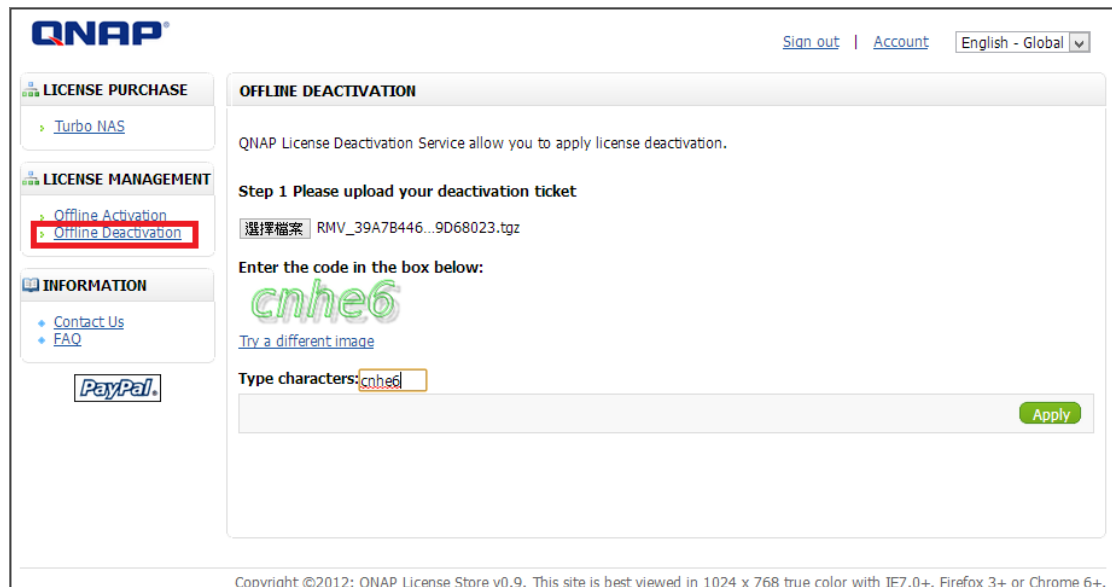 QNAP
Sign out | Account English - Global
LICENSE PURCHASE
Turbo NAS
LICENSE MANAGEMENT
Offline Activation
Offline Deactivation
INFORMATION
Contact Us
FAQ
PayPal.
OFFLINE DEACTIVATION
QNAP License Deactivation Service allow you to apply license deactivation.
Step 1 Please upload your deactivation ticket
選擇檔案 RMV_39A7B446...9D68023.tgz
Enter the code in the box below:
cnhe6
Try a different image
Type characters: cnhe6
Apply
Copyright ©2012; QNAP License Store v0.9. This site is best viewed in 1024 x 768 true color with IE7.0+, Firefox 3+ or Chrome 6+.